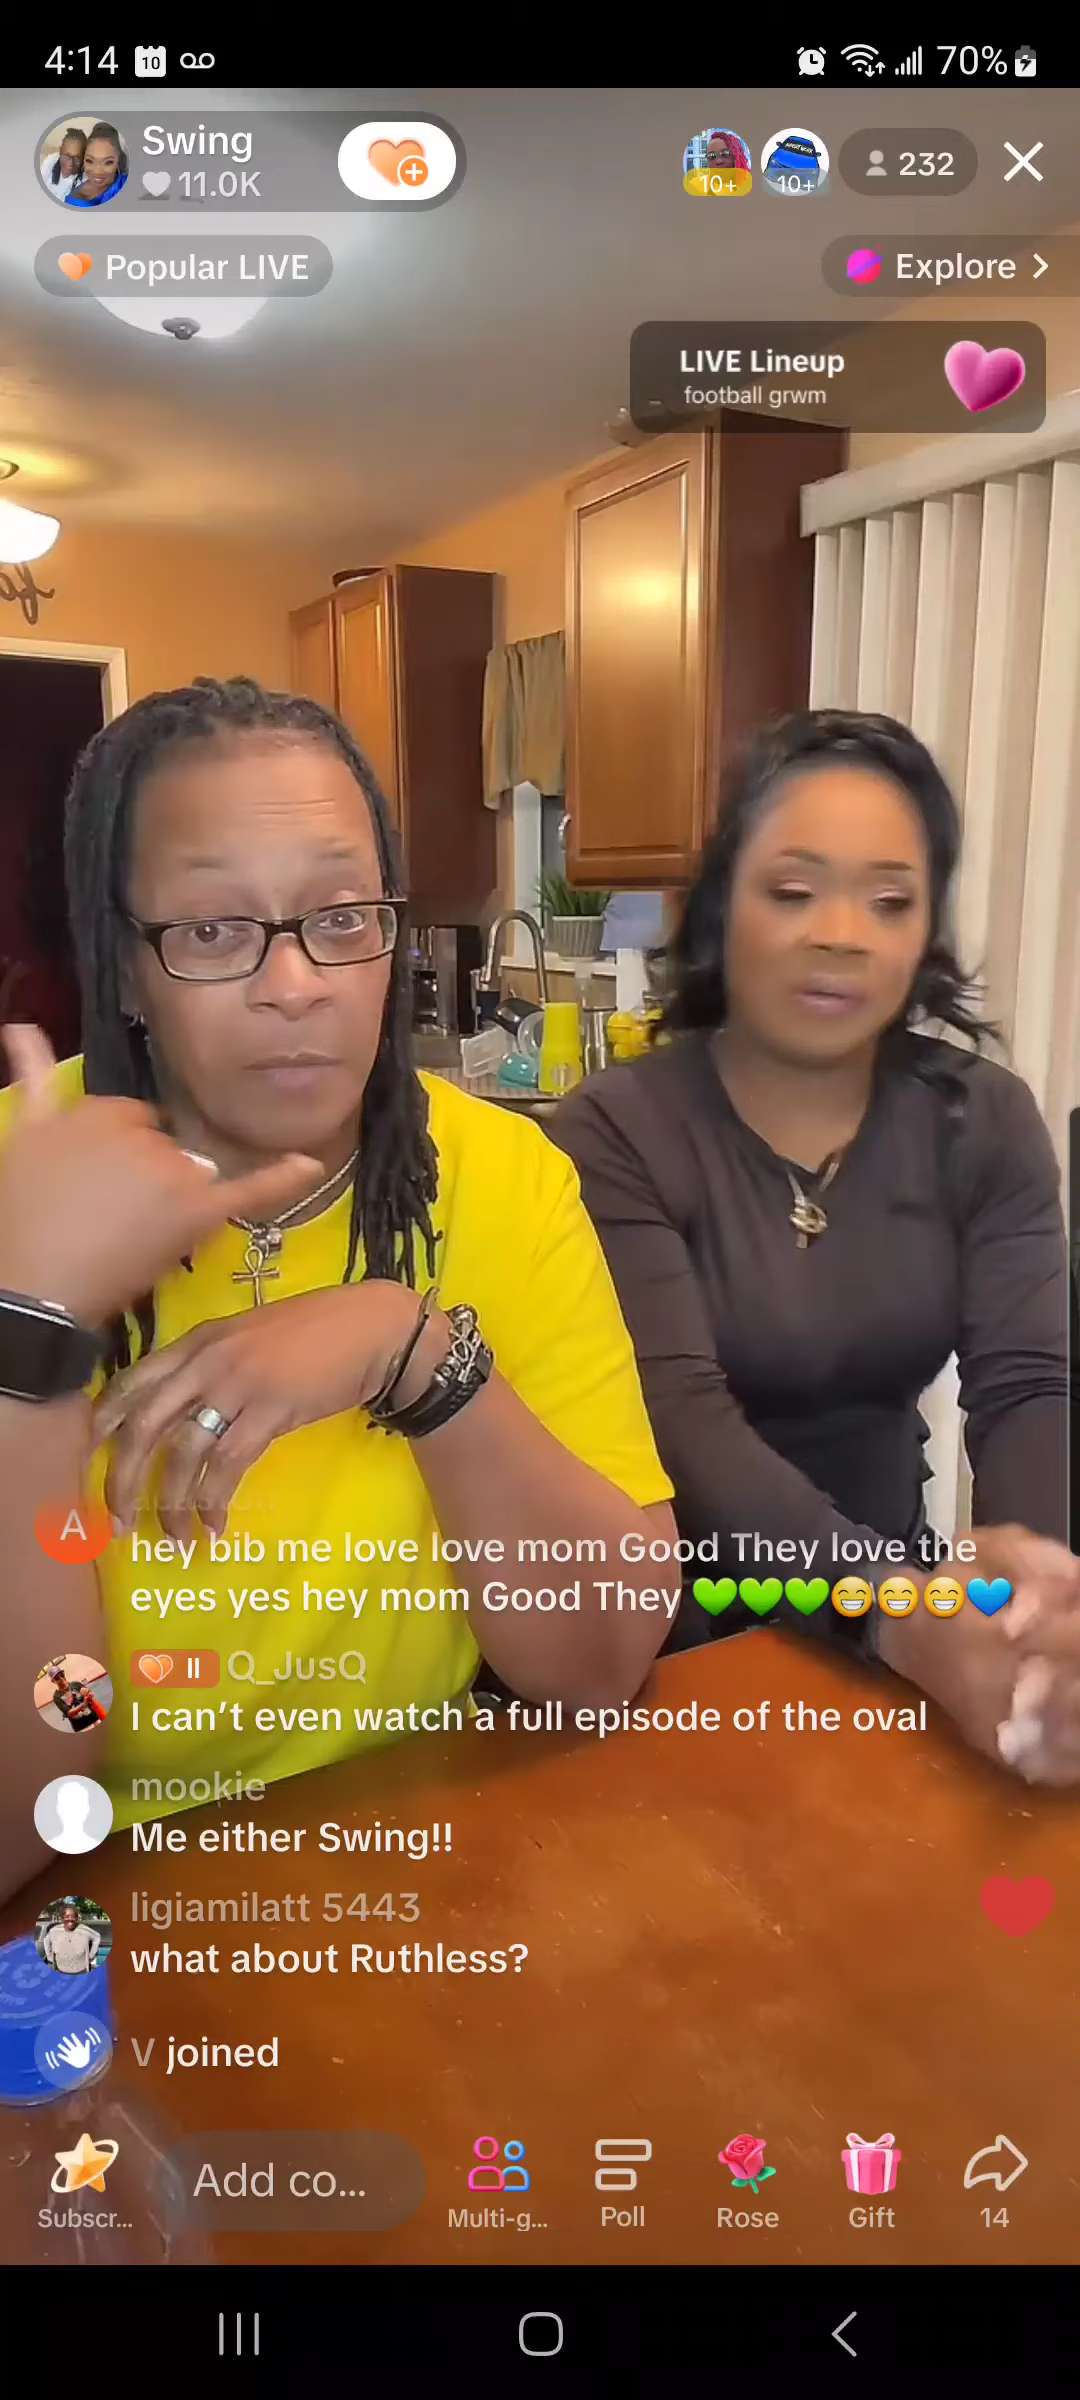 4:14 10 70%
Swing
11.0K
10+ 10+ 232
Popular LIVE
Explore
LIVE Lineup
football grwm
A
hey bib me love love mom Good They love the
eyes yes hey mom Good They 💚💚💚😁😁😁💙
II Q_JusQ
I can’t even watch a full episode of the oval
mookie
Me either Swing!!
ligiamilatt 5443
what about Ruthless?
V joined
Add co...
Subscr... Multi-g... Poll Rose Gift 14